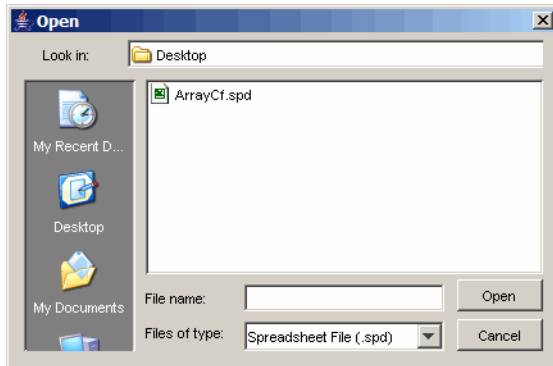 Open
Look in: Desktop
ArrayCf.spd
My Recent D...
Desktop
My Documents
File name: Open
Files of type: Spreadsheet File (.spd) Cancel